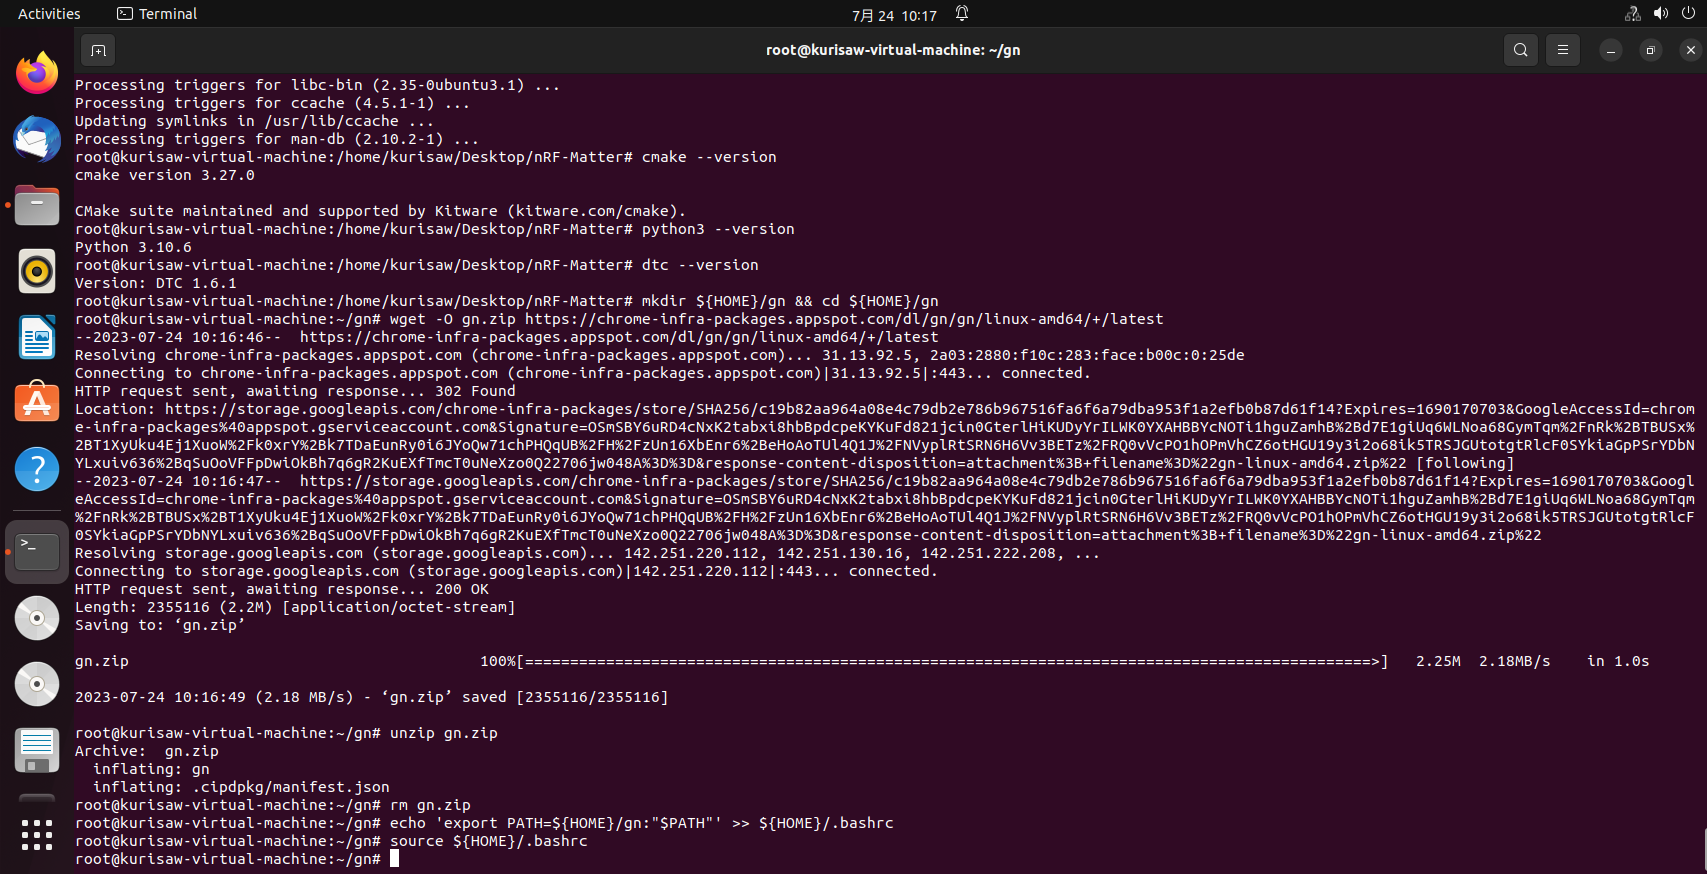 Activities
Terminal
7月 24 10:17
root@kurisaw-virtual-machine: ~/gn
Processing triggers for libc-bin (2.35-0ubuntu3.1) ...
Processing triggers for ccache (4.5.1-1) ...
Updating symlinks in /usr/lib/ccache ...
Processing triggers for man-db (2.10.2-1) ...
root@kurisaw-virtual-machine:/home/kurisaw/Desktop/nRF-Matter# cmake --version
cmake version 3.27.0
CMake suite maintained and supported by Kitware (kitware.com/cmake).
root@kurisaw-virtual-machine:/home/kurisaw/Desktop/nRF-Matter# python3 --version
Python 3.10.6
root@kurisaw-virtual-machine:/home/kurisaw/Desktop/nRF-Matter# dtc --version
Version: DTC 1.6.1
root@kurisaw-virtual-machine:/home/kurisaw/Desktop/nRF-Matter# mkdir ${HOME}/gn && cd ${HOME}/gn
root@kurisaw-virtual-machine:~/gn# wget -O gn.zip https://chrome-infra-packages.appspot.com/dl/gn/gn/linux-amd64/+/latest
--2023-07-24 10:16:46--  https://chrome-infra-packages.appspot.com/dl/gn/gn/linux-amd64/+/latest
Resolving chrome-infra-packages.appspot.com (chrome-infra-packages.appspot.com)... 31.13.92.5, 2a03:2880:f10c:283:face:b00c:0:25de
Connecting to chrome-infra-packages.appspot.com (chrome-infra-packages.appspot.com)|31.13.92.5|:443... connected.
HTTP request sent, awaiting response... 302 Found
Location: https://storage.googleapis.com/chrome-infra-packages/store/SHA256/c19b82aa964a08e4c79db2e786b967516fa6f6a79dba953f1a2efb0b87d61f14?Expires=1690170703&GoogleAccessId=chrom
e-infra-packages%40appspot.gserviceaccount.com&Signature=OSmSBY6uRD4cNxK2tabxi8hbBpdcpeKYKuFd821jcin0GterlHiKUDyYrILWK0YXAHBBYcNOTi1hguZamhB%2Bd7E1giUq6WLNoa68GymTqm%2FnRk%2BTBUSx%
2BT1XyUku4Ej1XuoW%2Fk0xrY%2Bk7TDaEunRy0i6JYoQw71chPHQqUB%2FH%2FzUn16XbEnr6%2BeHoAoTUl4Q1J%2FNVyplRtSRN6H6Vv3BETz%2FRQ0vVcPO1hOPmVhCZ6otHGU19y3i2o68ik5TRSJGUtotgtRlcF0SYkiaGpPSrYDbN
YLxuiv636%2BqSuOoVFFpDwiOkBh7q6gR2KuEXfTmcT0uNeXzo0Q22706jw048A%3D%3D&response-content-disposition=attachment%3B+filename%3D%22gn-linux-amd64.zip%22 [following]
--2023-07-24 10:16:47--  https://storage.googleapis.com/chrome-infra-packages/store/SHA256/c19b82aa964a08e4c79db2e786b967516fa6f6a79dba953f1a2efb0b87d61f14?Expires=1690170703&Googl
eAccessId=chrome-infra-packages%40appspot.gserviceaccount.com&Signature=OSmSBY6uRD4cNxK2tabxi8hbBpdcpeKYKuFd821jcin0GterlHiKUDyYrILWK0YXAHBBYcNOTi1hguZamhB%2Bd7E1giUq6WLNoa68GymTqm
%2FnRk%2BTBUSx%2BT1XyUku4Ej1XuoW%2Fk0xrY%2Bk7TDaEunRy0i6JYoQw71chPHQqUB%2FH%2FzUn16XbEnr6%2BeHoAoTUl4Q1J%2FNVyplRtSRN6H6Vv3BETz%2FRQ0vVcPO1hOPmVhCZ6otHGU19y3i2o68ik5TRSJGUtotgtRlcF
0SYkiaGpPSrYDbNYLxuiv636%2BqSuOoVFFpDwiOkBh7q6gR2KuEXfTmcT0uNeXzo0Q22706jw048A%3D%3D&response-content-disposition=attachment%3B+filename%3D%22gn-linux-amd64.zip%22
Resolving storage.googleapis.com (storage.googleapis.com)... 142.251.220.112, 142.251.130.16, 142.251.222.208, ...
Connecting to storage.googleapis.com (storage.googleapis.com)|142.251.220.112|:443... connected.
HTTP request sent, awaiting response... 200 OK
Length: 2355116 (2.2M) [application/octet-stream]
Saving to: ‘gn.zip’
gn.zip 100%[==============================================================================================>] 2.25M 2.18MB/s in 1.0s
2023-07-24 10:16:49 (2.18 MB/s) - ‘gn.zip’ saved [2355116/2355116]
root@kurisaw-virtual-machine:~/gn# unzip gn.zip
Archive:  gn.zip
  inflating: gn
  inflating: .cipdpkg/manifest.json
root@kurisaw-virtual-machine:~/gn# rm gn.zip
root@kurisaw-virtual-machine:~/gn# echo 'export PATH=${HOME}/gn:"$PATH"' >> ${HOME}/.bashrc
root@kurisaw-virtual-machine:~/gn# source ${HOME}/.bashrc
root@kurisaw-virtual-machine:~/gn#